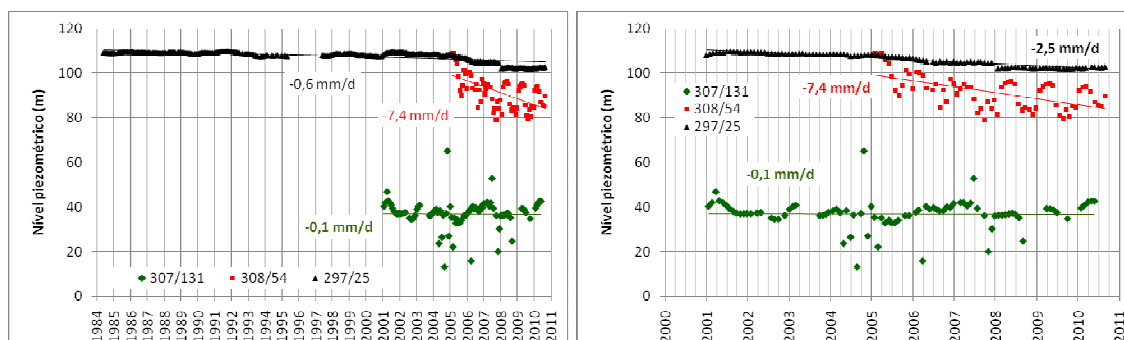 120
100
80
60
40
20
0
Nível piezométrico (m)
-0,6 mm/d
-7,4 mm/d
-0,1 mm/d
307/131 308/54 297/25
1984 1985 1986 1987 1988 1989 1990 1991 1992 1993 1994 1995 1996 1997 1998 1999 2000 2001 2002 2003 2004 2005 2006 2007 2008 2009 2010 2011
120
100
80
60
40
20
0
Nível piezométrico (m)
-2,5 mm/d
307/131
308/54
297/25
-7,4 mm/d
-0,1 mm/d
2000 2001 2002 2003 2004 2005 2006 2007 2008 2009 2010 2011